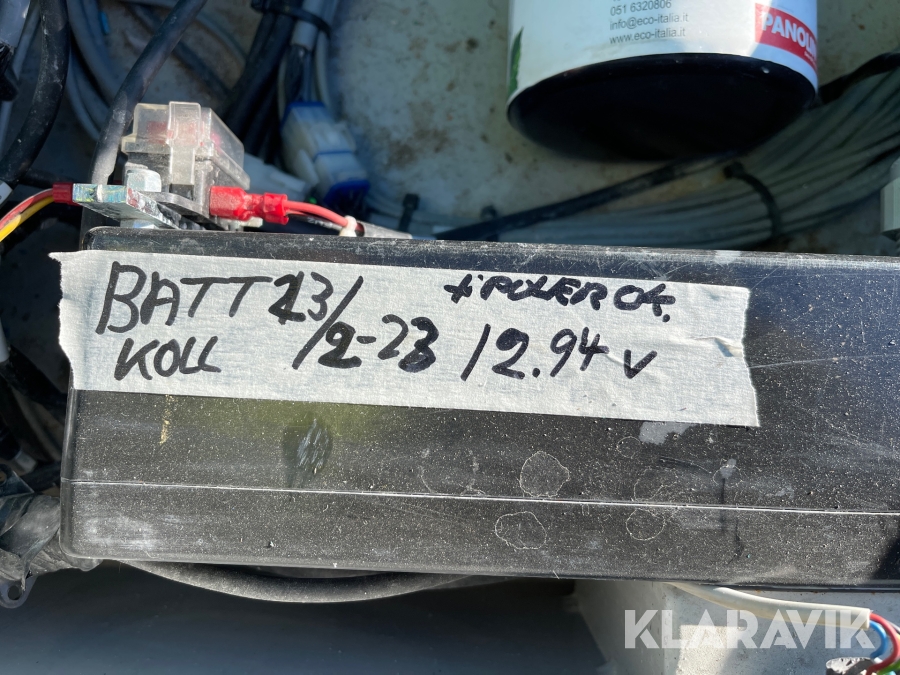 051 6320806
info@eco-italia.it
www.eco-italia.it
PANOLIN
BATT 23/2-23 + POLER OK.
KOLL 12.94 V
KLARAVIK